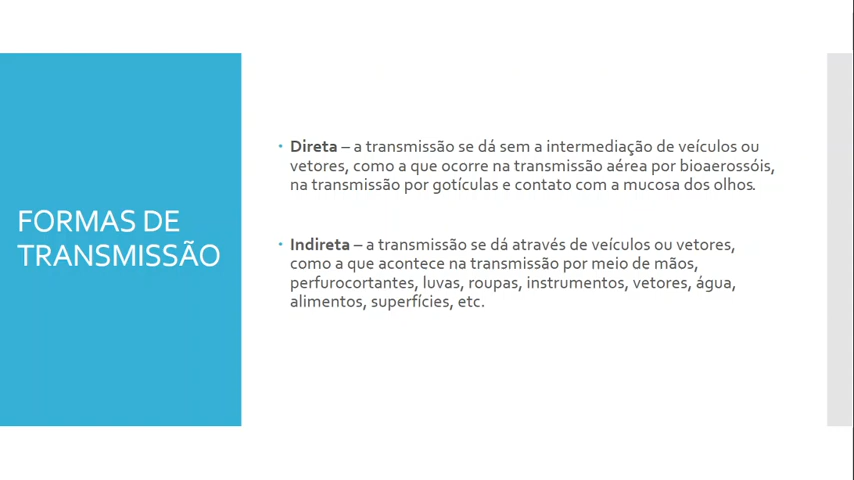 FORMAS DE
TRANSMISSÃO
• Direta – a transmissão se dá sem a intermediação de veículos ou
vetores, como a que ocorre na transmissão aérea por bioaerossóis,
na transmissão por gotículas e contato com a mucosa dos olhos.
• Indireta – a transmissão se dá através de veículos ou vetores,
como a que acontece na transmissão por meio de mãos,
perfurocortantes, luvas, roupas, instrumentos, vetores, água,
alimentos, superfícies, etc.